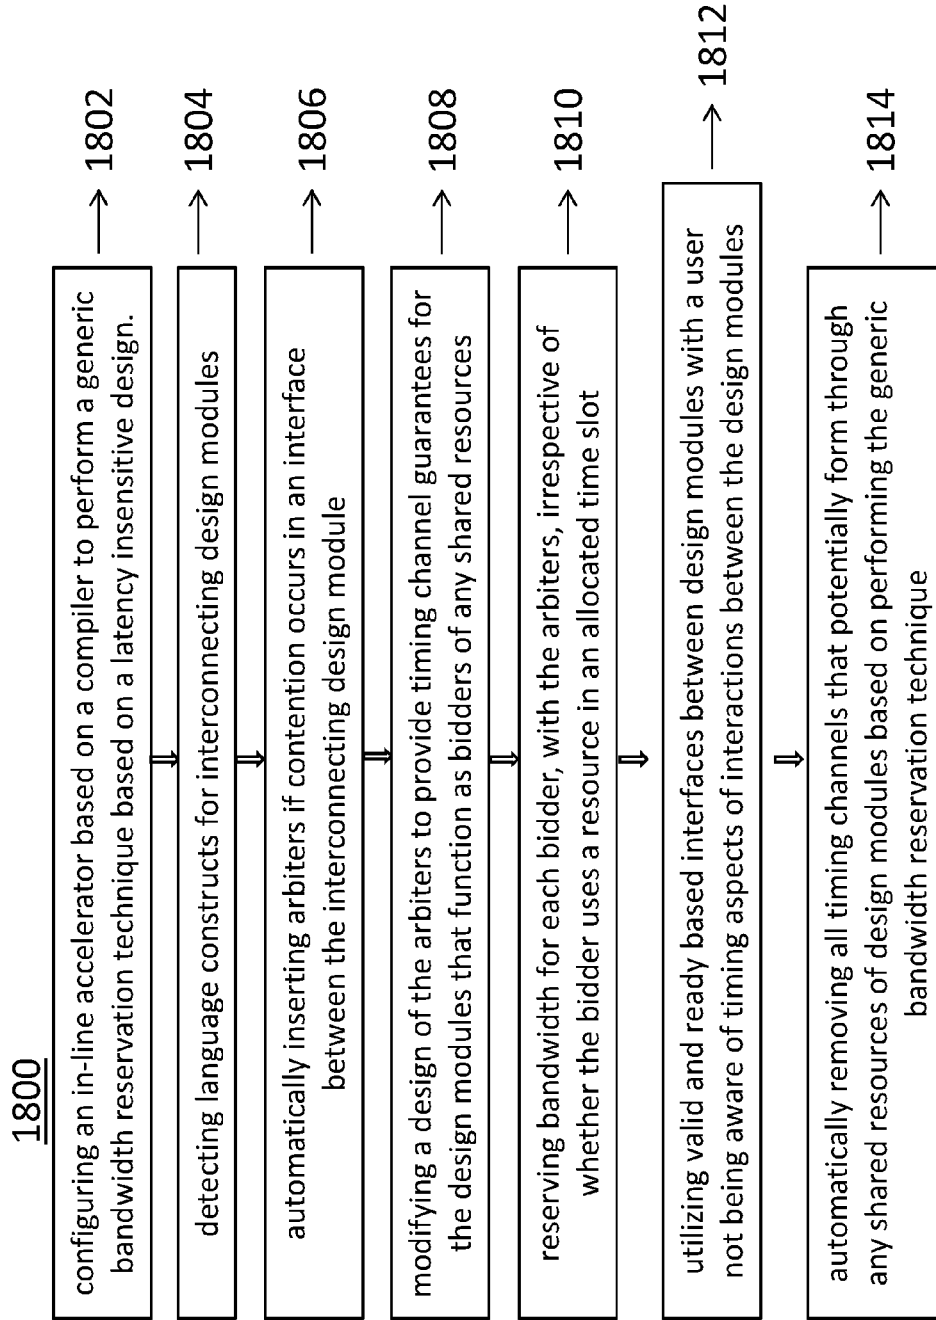 1800
configuring an in-line accelerator based on a compiler to perform a generic
bandwidth reservation technique based on a latency insensitive design.
1802
detecting language constructs for interconnecting design modules
1804
automatically inserting arbiters if contention occurs in an interface
between the interconnecting design module
1806
modifying a design of the arbiters to provide timing channel guarantees for
the design modules that function as bidders of any shared resources
1808
reserving bandwidth for each bidder, with the arbiters, irrespective of
whether the bidder uses a resource in an allocated time slot
1810
utilizing valid and ready based interfaces between design modules with a user
not being aware of timing aspects of interactions between the design modules
1812
automatically removing all timing channels that potentially form through
any shared resources of design modules based on performing the generic
bandwidth reservation technique
1814